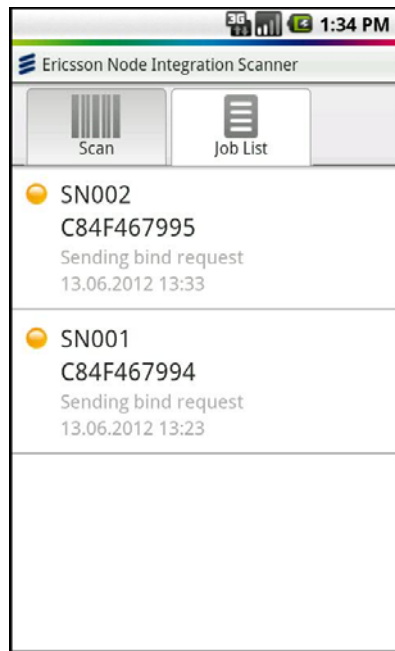 3G 1:34 PM
Ericsson Node Integration Scanner
Scan Job List
SN002
C84F467995
Sending bind request
13.06.2012 13:33
SN001
C84F467994
Sending bind request
13.06.2012 13:23